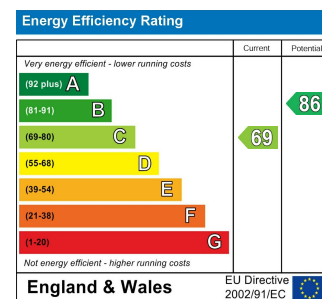 Energy Efficiency Rating
Current Potential
Very energy efficient - lower running costs
(92 plus) A
(81-91) B
(69-80) C
(55-68) D
(39-54) E
(21-38) F
(1-20) G
69
86
Not energy efficient - higher running costs
England & Wales
EU Directive
2002/91/EC